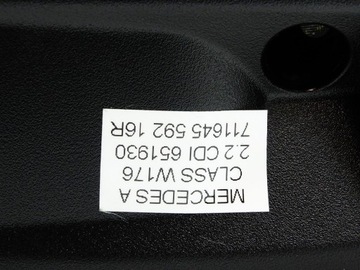 MERCEDES A
CLASS W176
2.2 CDI 651930
711645 592 16R